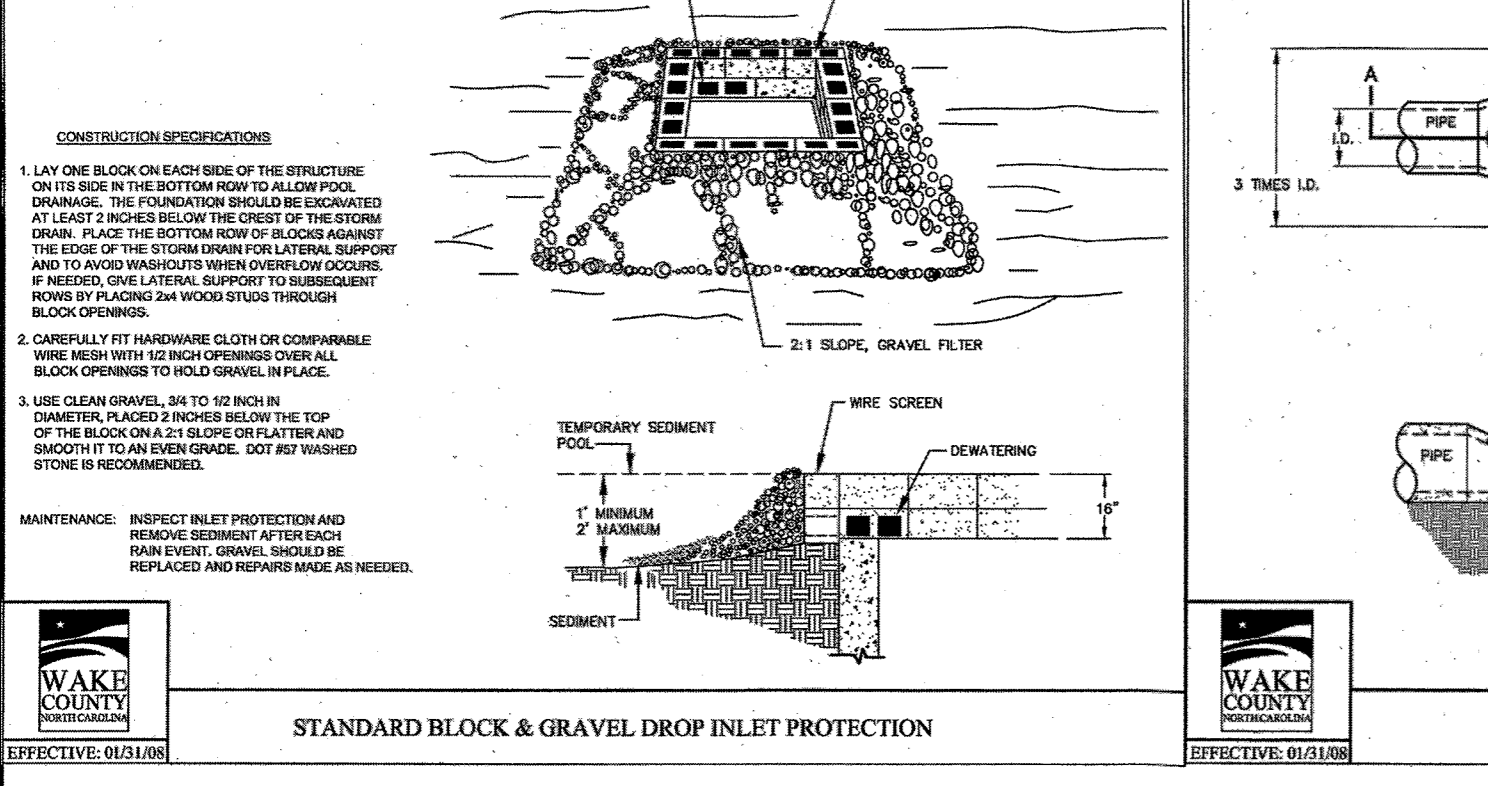 CONSTRUCTION SPECIFICATIONS
1. LAY ONE BLOCK ON EACH SIDE OF THE STRUCTURE
ON ITS SIDE IN THE BOTTOM ROW TO ALLOW POOL
DRAINAGE. THE FOUNDATION SHOULD BE EXCAVATED
AT LEAST 2 INCHES BELOW THE CREST OF THE STORM
DRAIN. PLACE THE BOTTOM ROW OF BLOCKS AGAINST
THE EDGE OF THE STORM DRAIN FOR LATERAL SUPPORT
AND TO AVOID WASHOUTS WHEN OVERFLOW OCCURS.
IF NEEDED, GIVE LATERAL SUPPORT TO SUBSEQUENT
ROWS BY PLACING 2x4 WOOD STUDS THROUGH
BLOCK OPENINGS.
2. CAREFULLY FIT HARDWARE CLOTH OR COMPARABLE
WIRE MESH WITH 1/2 INCH OPENINGS OVER ALL
BLOCK OPENINGS TO HOLD GRAVEL IN PLACE.
3. USE CLEAN GRAVEL, 3/4 TO 1/2 INCH IN
DIAMETER, PLACED 2 INCHES BELOW THE TOP
OF THE BLOCK ON A 2:1 SLOPE OR FLATTER AND
SMOOTH IT TO AN EVEN GRADE. DOT #57 WASHED
STONE IS RECOMMENDED.
MAINTENANCE: INSPECT INLET PROTECTION AND
REMOVE SEDIMENT AFTER EACH
RAIN EVENT. GRAVEL SHOULD BE
REPLACED AND REPAIRS MADE AS NEEDED.
2:1 SLOPE, GRAVEL FILTER
WIRE SCREEN
TEMPORARY SEDIMENT
POOL
DEWATERING
1' MINIMUM
2' MAXIMUM
16"
SEDIMENT
WAKE
COUNTY
NORTH CAROLINA
EFFECTIVE: 01/31/08
STANDARD BLOCK & GRAVEL DROP INLET PROTECTION
A
PIPE
I.D.
3 TIMES I.D.
PIPE
WAKE
COUNTY
NORTH CAROLINA
EFFECTIVE: 01/31/08